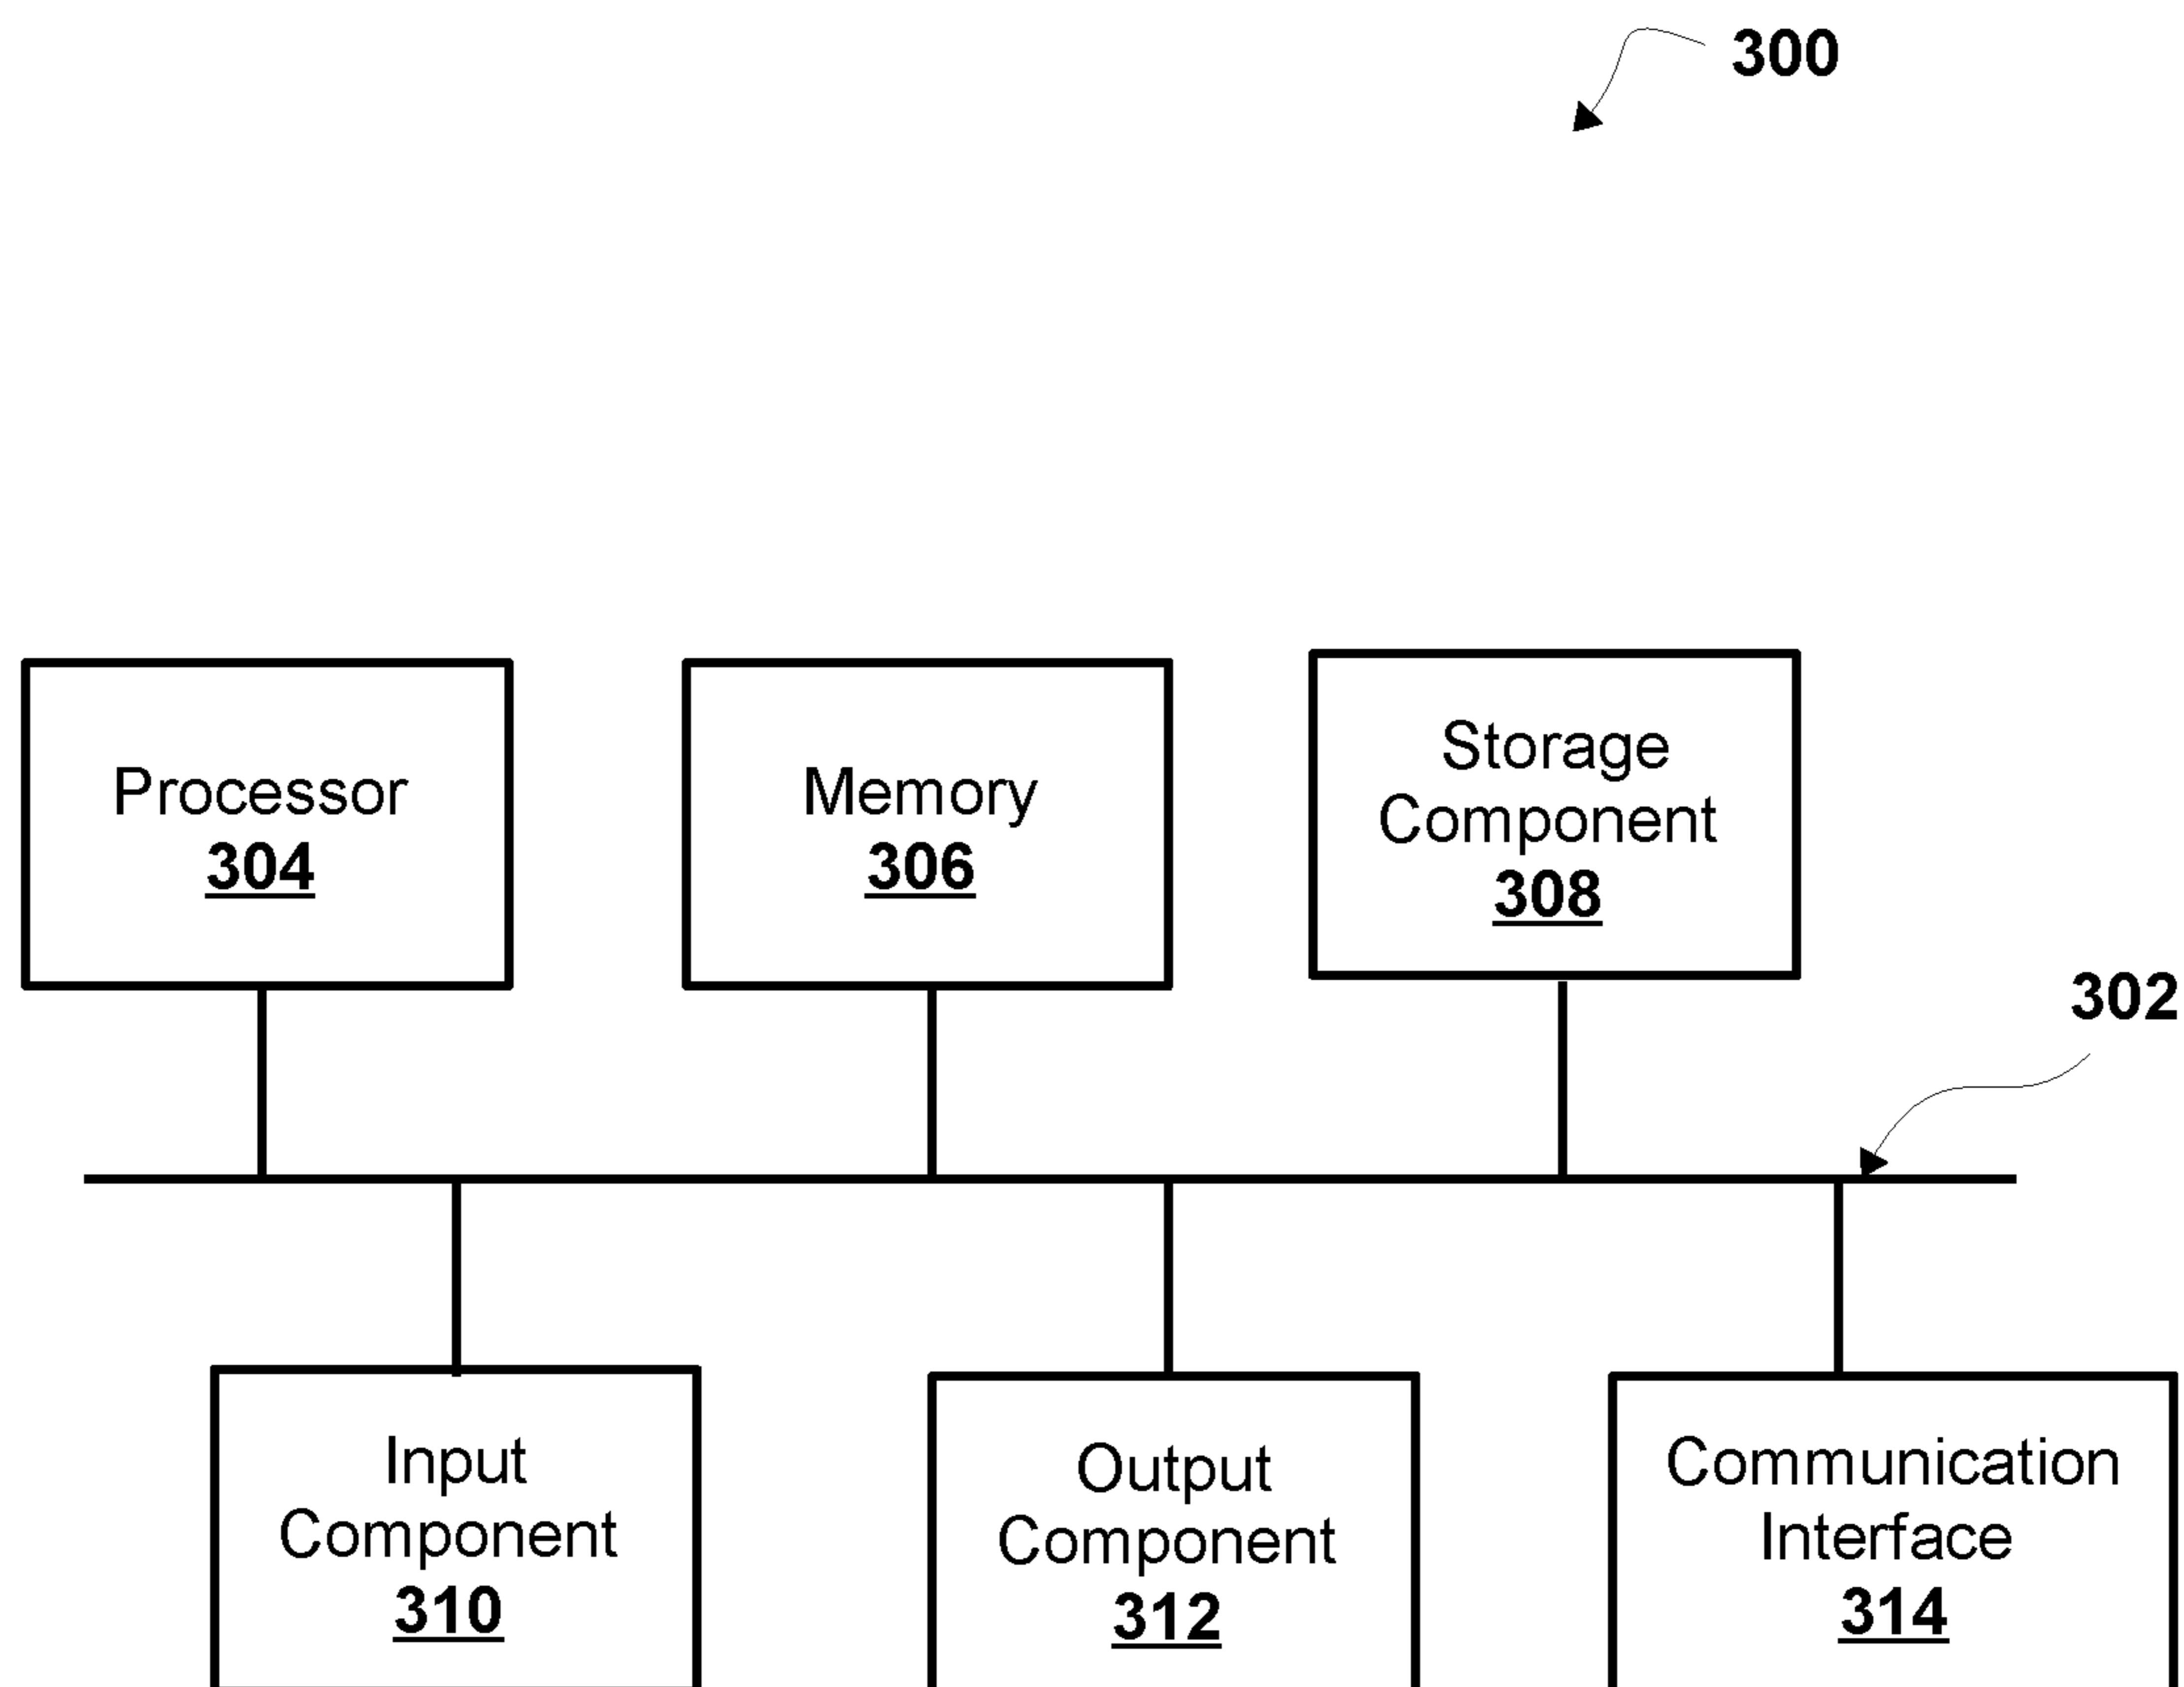 300
Processor
304
Memory
306
Storage
Component
308
302
Input
Component
310
Output
Component
312
Communication
Interface
314